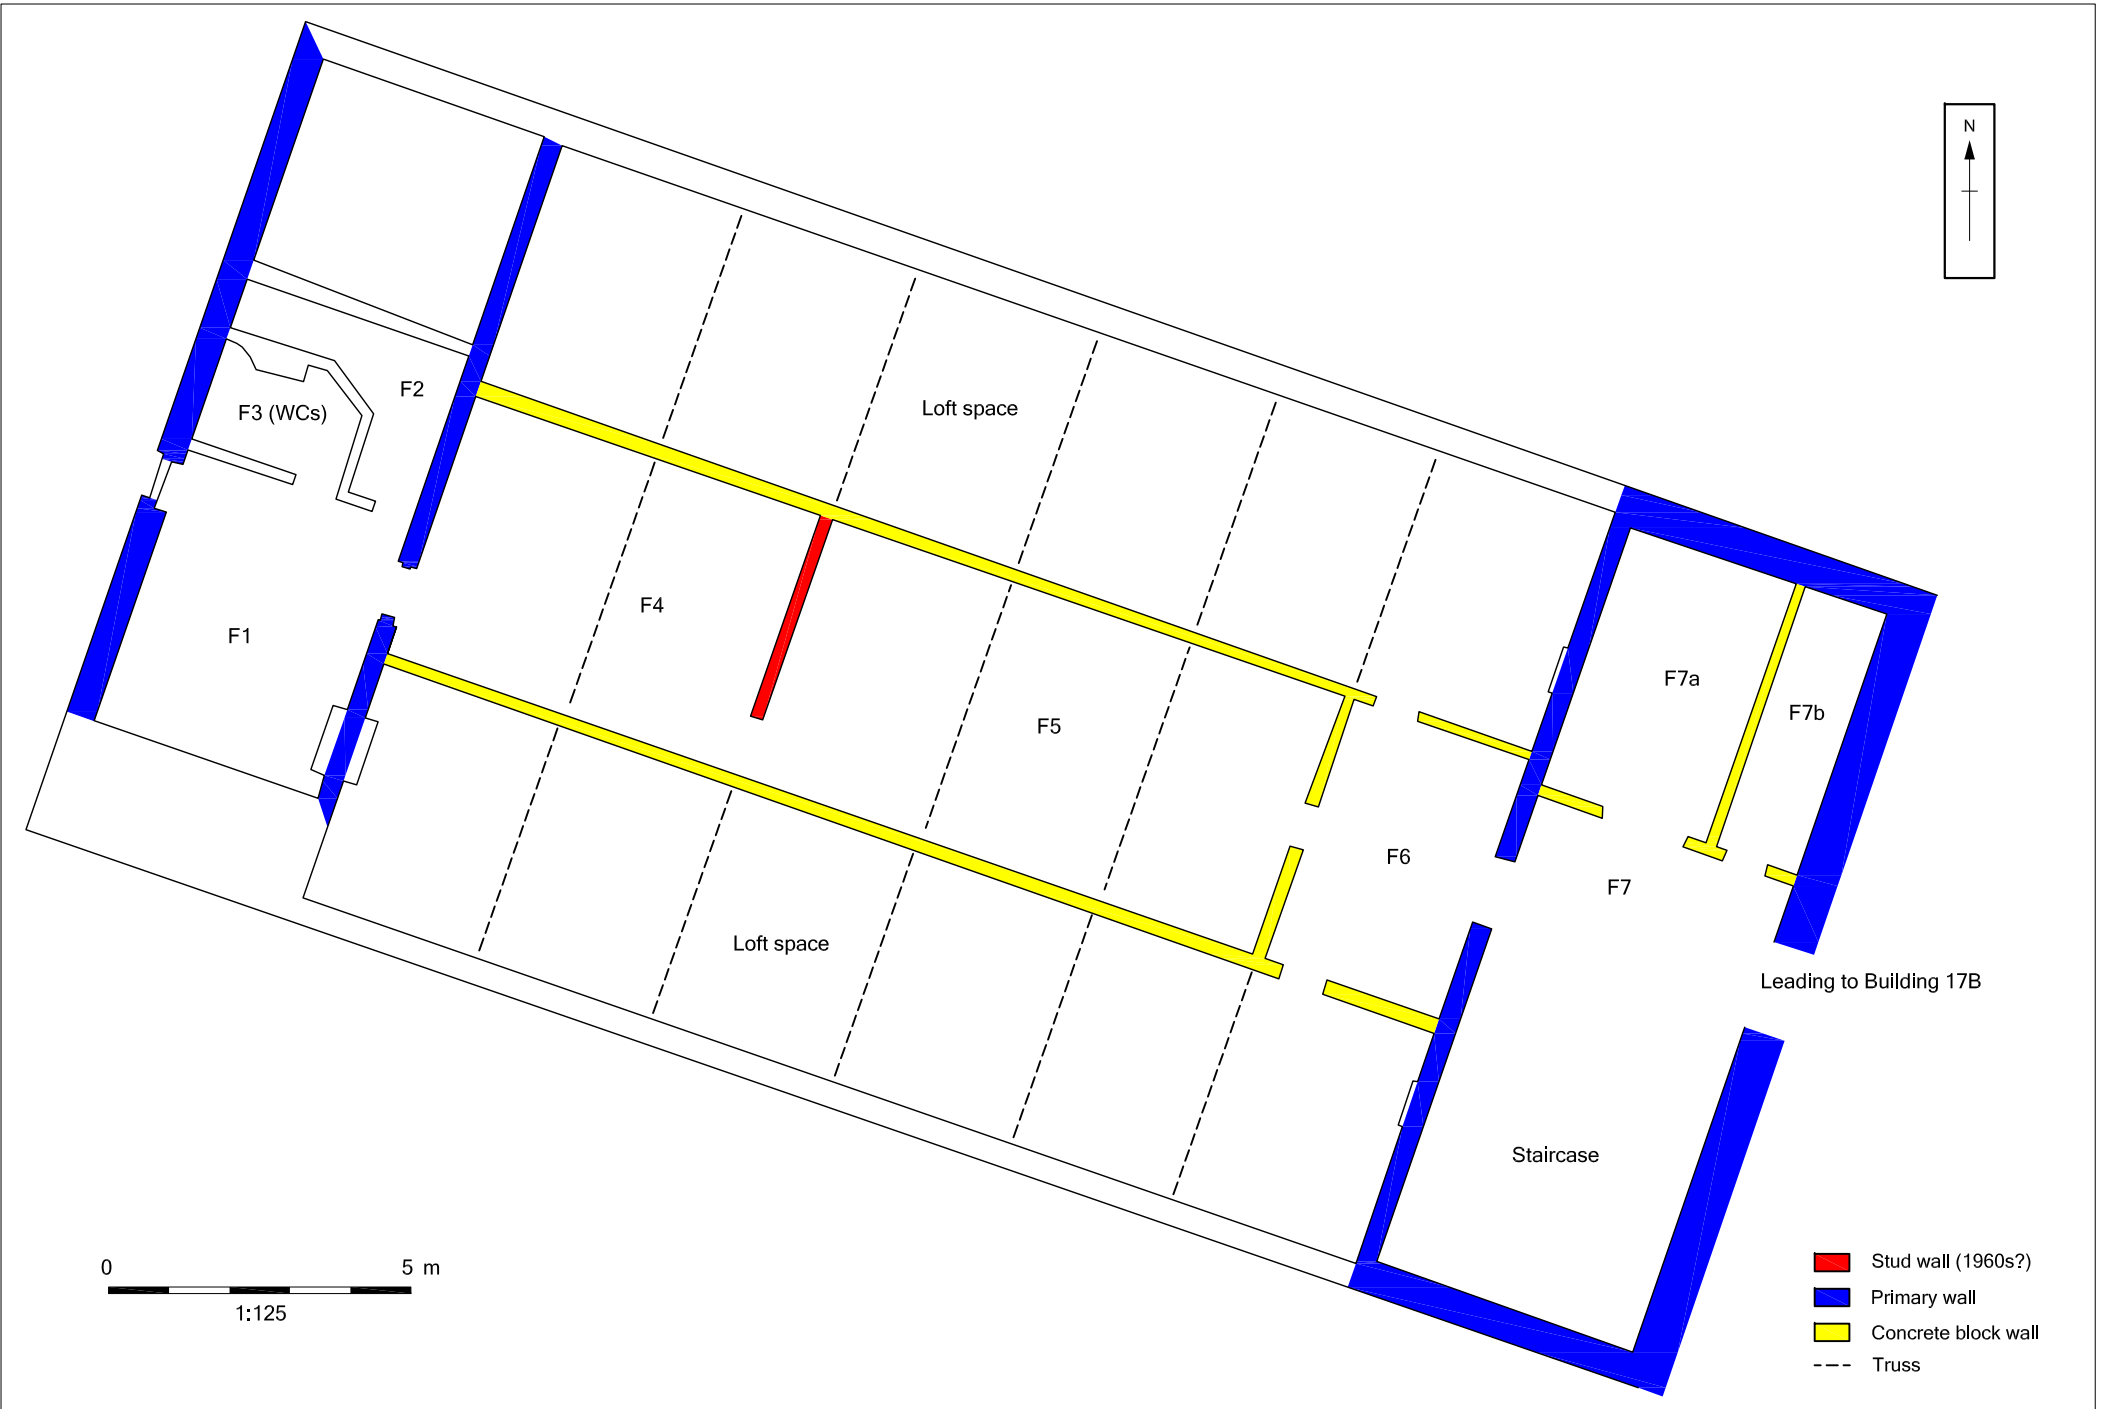 N
Loft space
F2
F3 (WCs)
F4
F1
F7a
F7b
F5
F6
F7
Loft space
Leading to Building 17B
Staircase
0 5 m
1:125
Stud wall (1960s?)
Primary wall
Concrete block wall
Truss